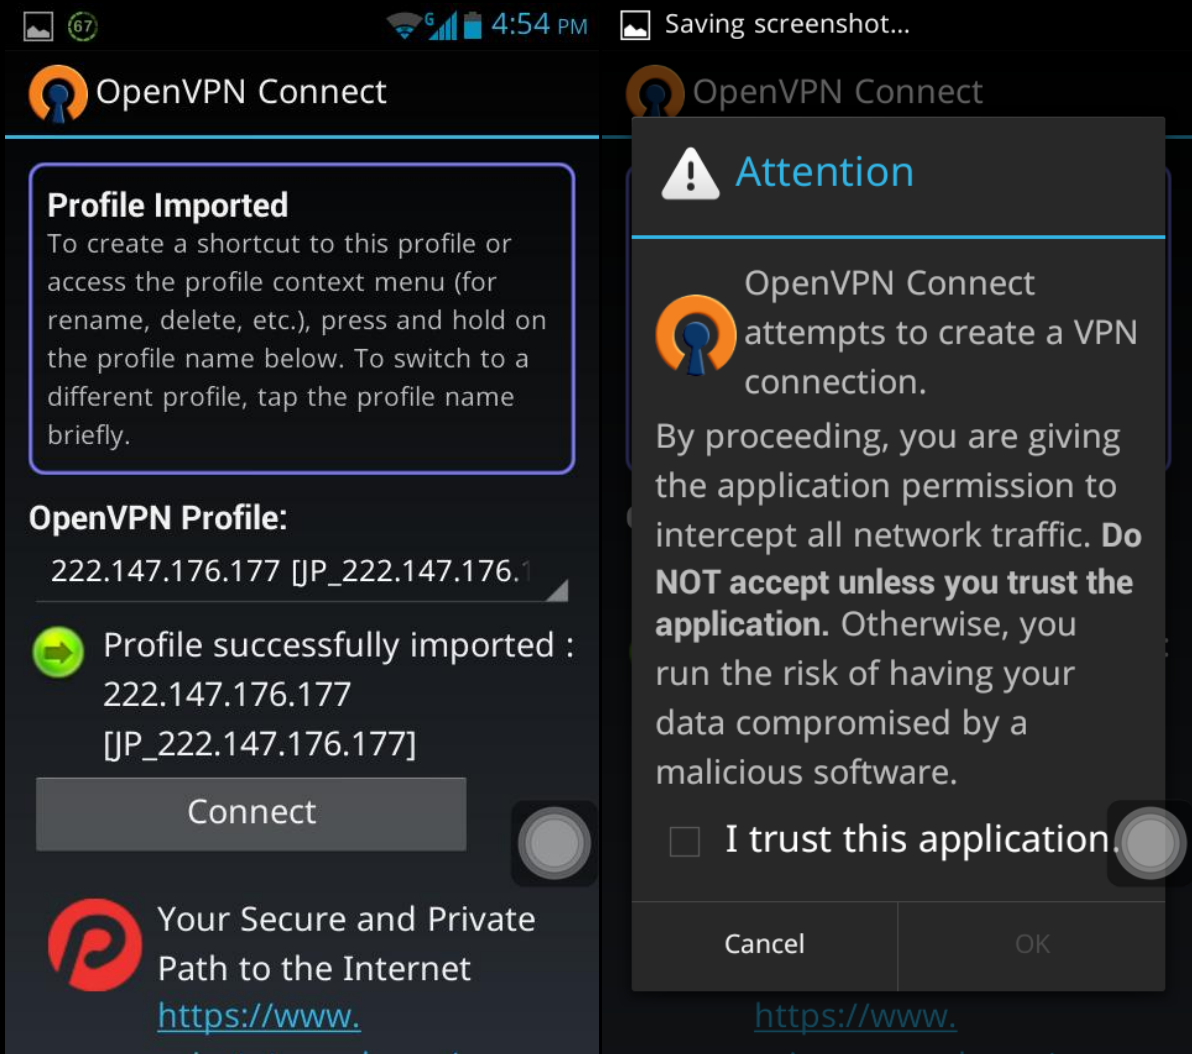 67
G
4:54 PM
OpenVPN Connect
Profile Imported
To create a shortcut to this profile or
access the profile context menu (for
rename, delete, etc.), press and hold on
the profile name below. To switch to a
different profile, tap the profile name
briefly.
OpenVPN Profile:
222.147.176.177 [JP_222.147.176.1
Profile successfully imported :
222.147.176.177
[JP_222.147.176.177]
Connect
Your Secure and Private
Path to the Internet
https://www.
Saving screenshot...
OpenVPN Connect
Attention
OpenVPN Connect
attempts to create a VPN
connection.
By proceeding, you are giving
the application permission to
intercept all network traffic. Do
NOT accept unless you trust the
application. Otherwise, you
run the risk of having your
data compromised by a
malicious software.
I trust this application.
Cancel
OK
https://www.